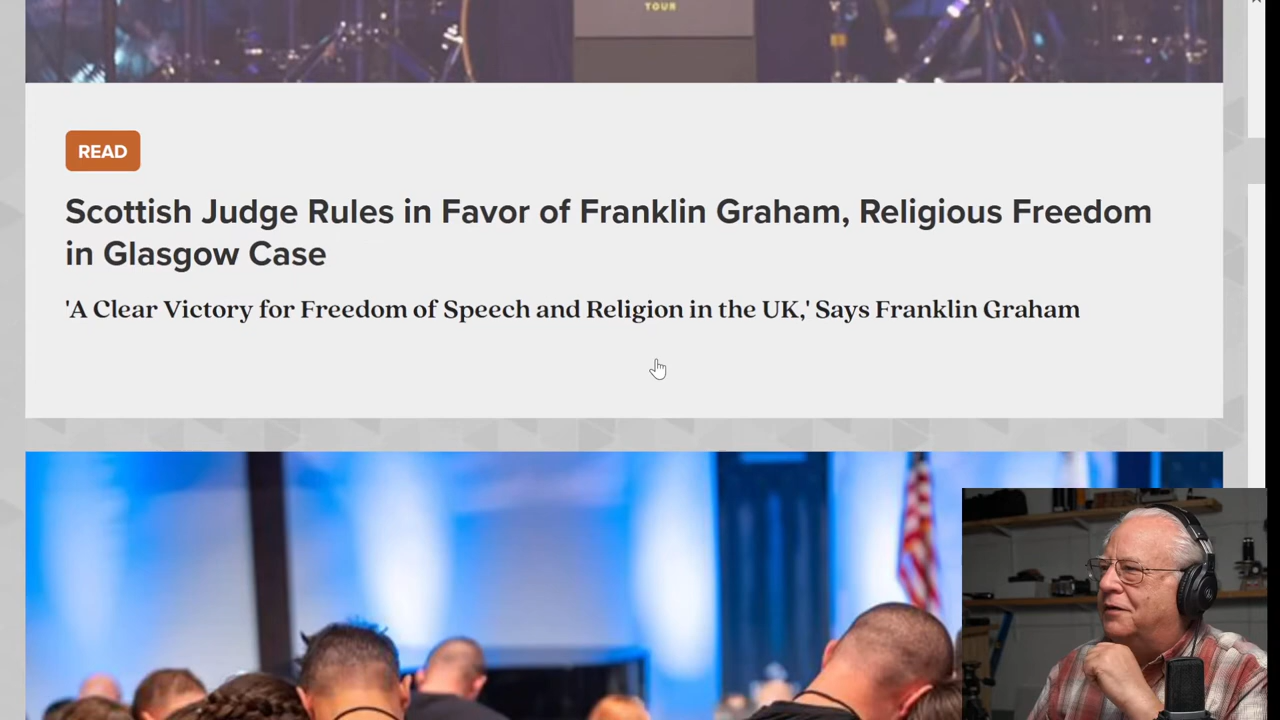 TOUR
READ
Scottish Judge Rules in Favor of Franklin Graham, Religious Freedom
in Glasgow Case
'A Clear Victory for Freedom of Speech and Religion in the UK,' Says Franklin Graham